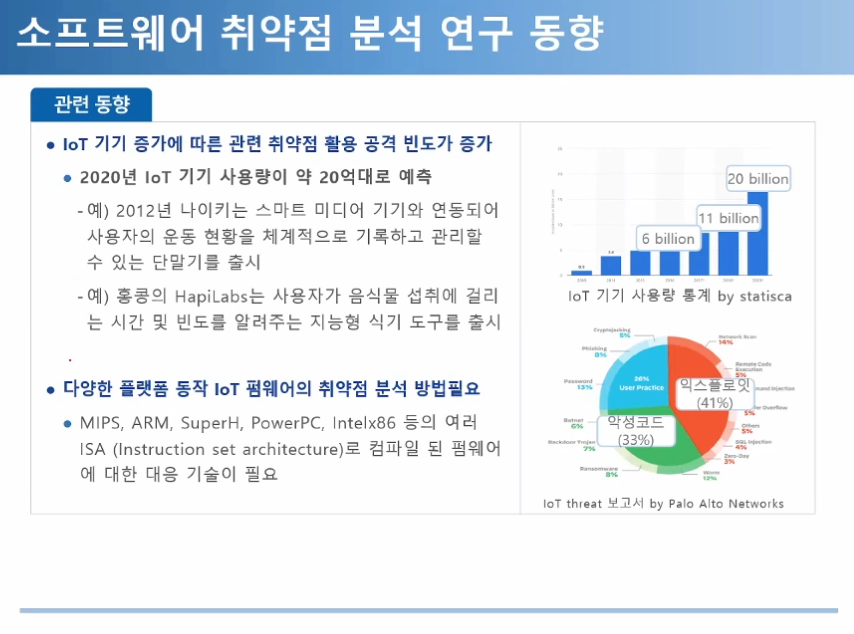 소프트웨어 취약점 분석 연구 동향
관련 동향
● IoT 기기 증가에 따른 관련 취약점 활용 공격 빈도가 증가
● 2020년 IoT 기기 사용량이 약 20억대로 예측
- 예) 2012년 나이키는 스마트 미디어 기기와 연동되어
사용자의 운동 현황을 체계적으로 기록하고 관리할
수 있는 단말기를 출시
- 예) 홍콩의 HapiLabs는 사용자가 음식물 섭취에 걸리
는 시간 및 빈도를 알려주는 지능형 식기 도구를 출시
● 다양한 플랫폼 동작 IoT 펌웨어의 취약점 분석 방법필요
● MIPS, ARM, SuperH, PowerPC, Intelx86 등의 여러
ISA (Instruction set architecture)로 컴파일 된 펌웨어
에 대한 대응 기술이 필요
20 billion
11 billion
6 billion
IoT 기기 사용량 통계 by statisca
Cryptojacking
5%
Phishing
8%
Password
13%
Botnet
6%
Backdoor Trojan
7%
Ransomware
8%
26%
User Practice
익스플로잇
(41%)
악성코드
(33%)
Network Scan
14%
Remote Code
Execution
5%
and Injection
er Overflow
5%
Others
5%
SQL Injection
4%
Zero-Day
3%
Worm
12%
IoT threat 보고서 by Palo Alto Networks